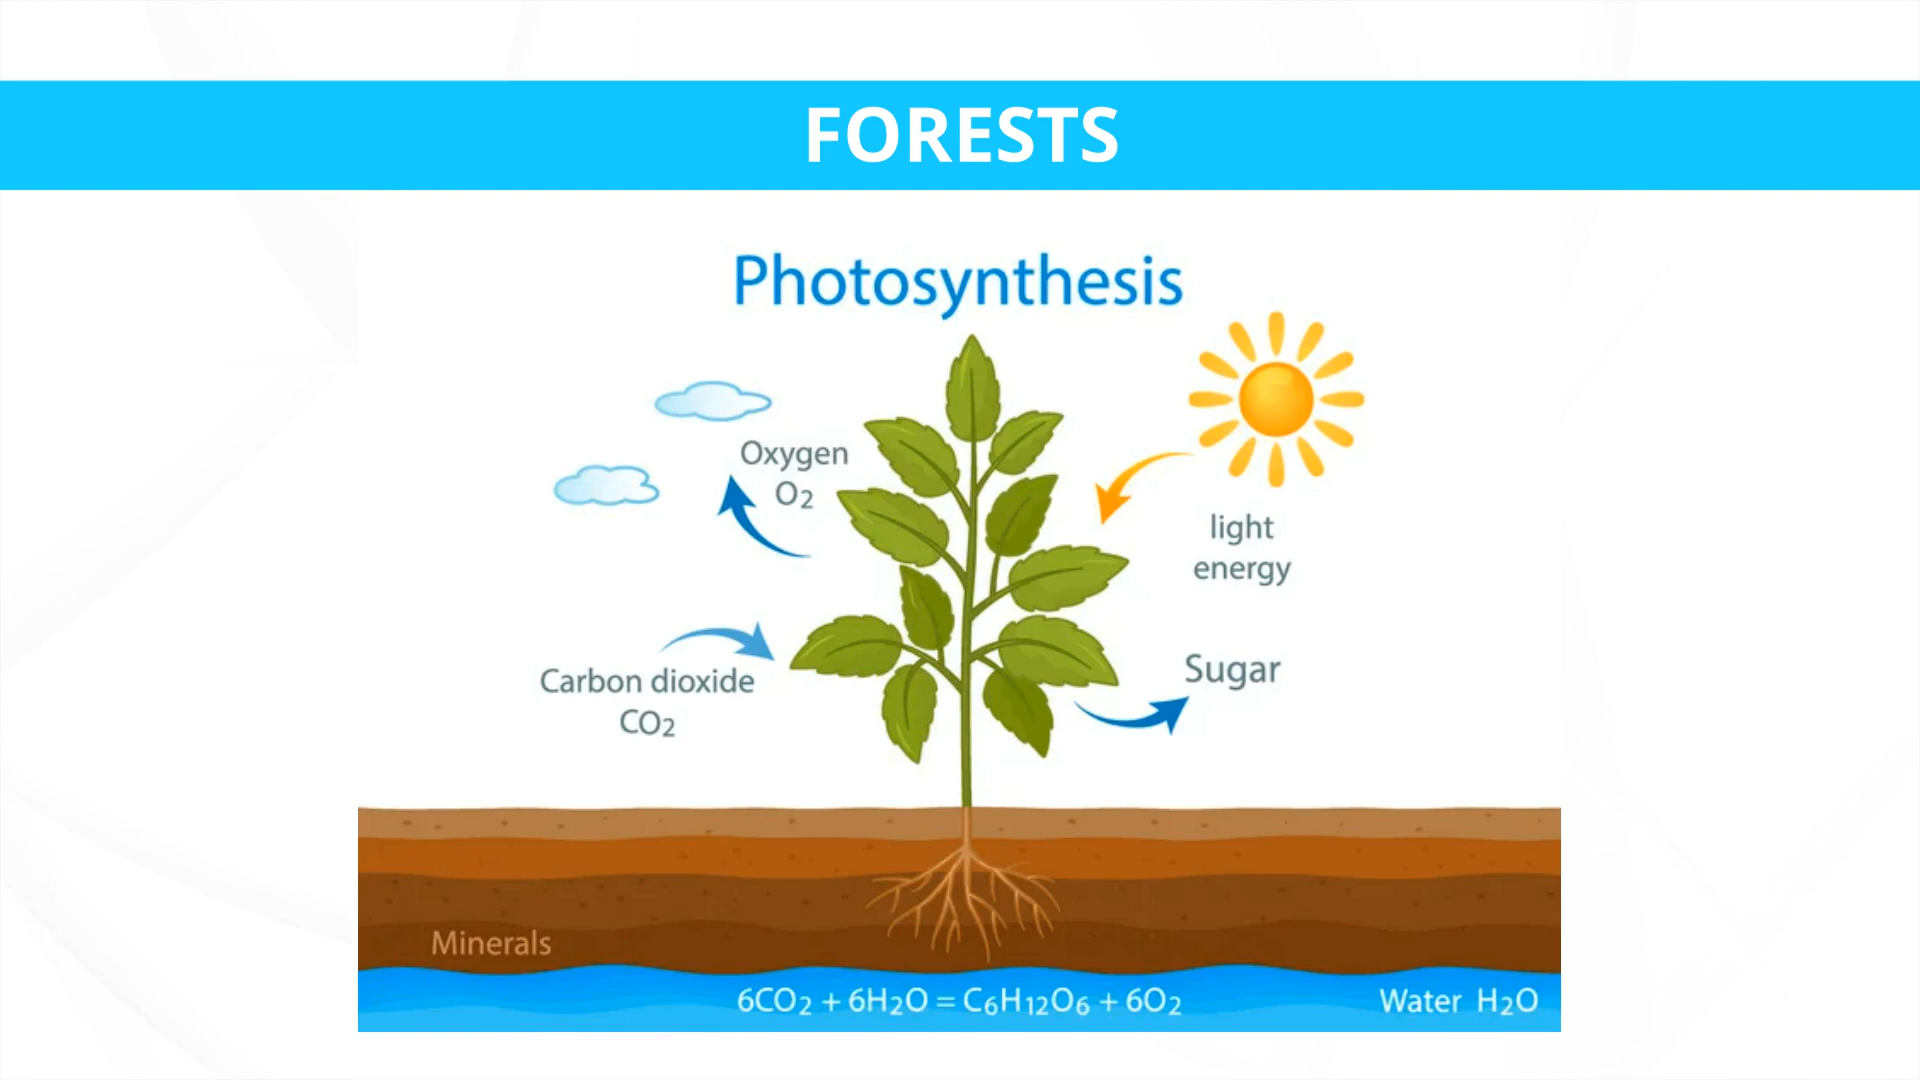 FORESTS
Photosynthesis
Oxygen
O2
light
energy
Carbon dioxide
CO2
Sugar
Minerals
6CO2 + 6H2O = C6H12O6 + 6O2
Water H2O